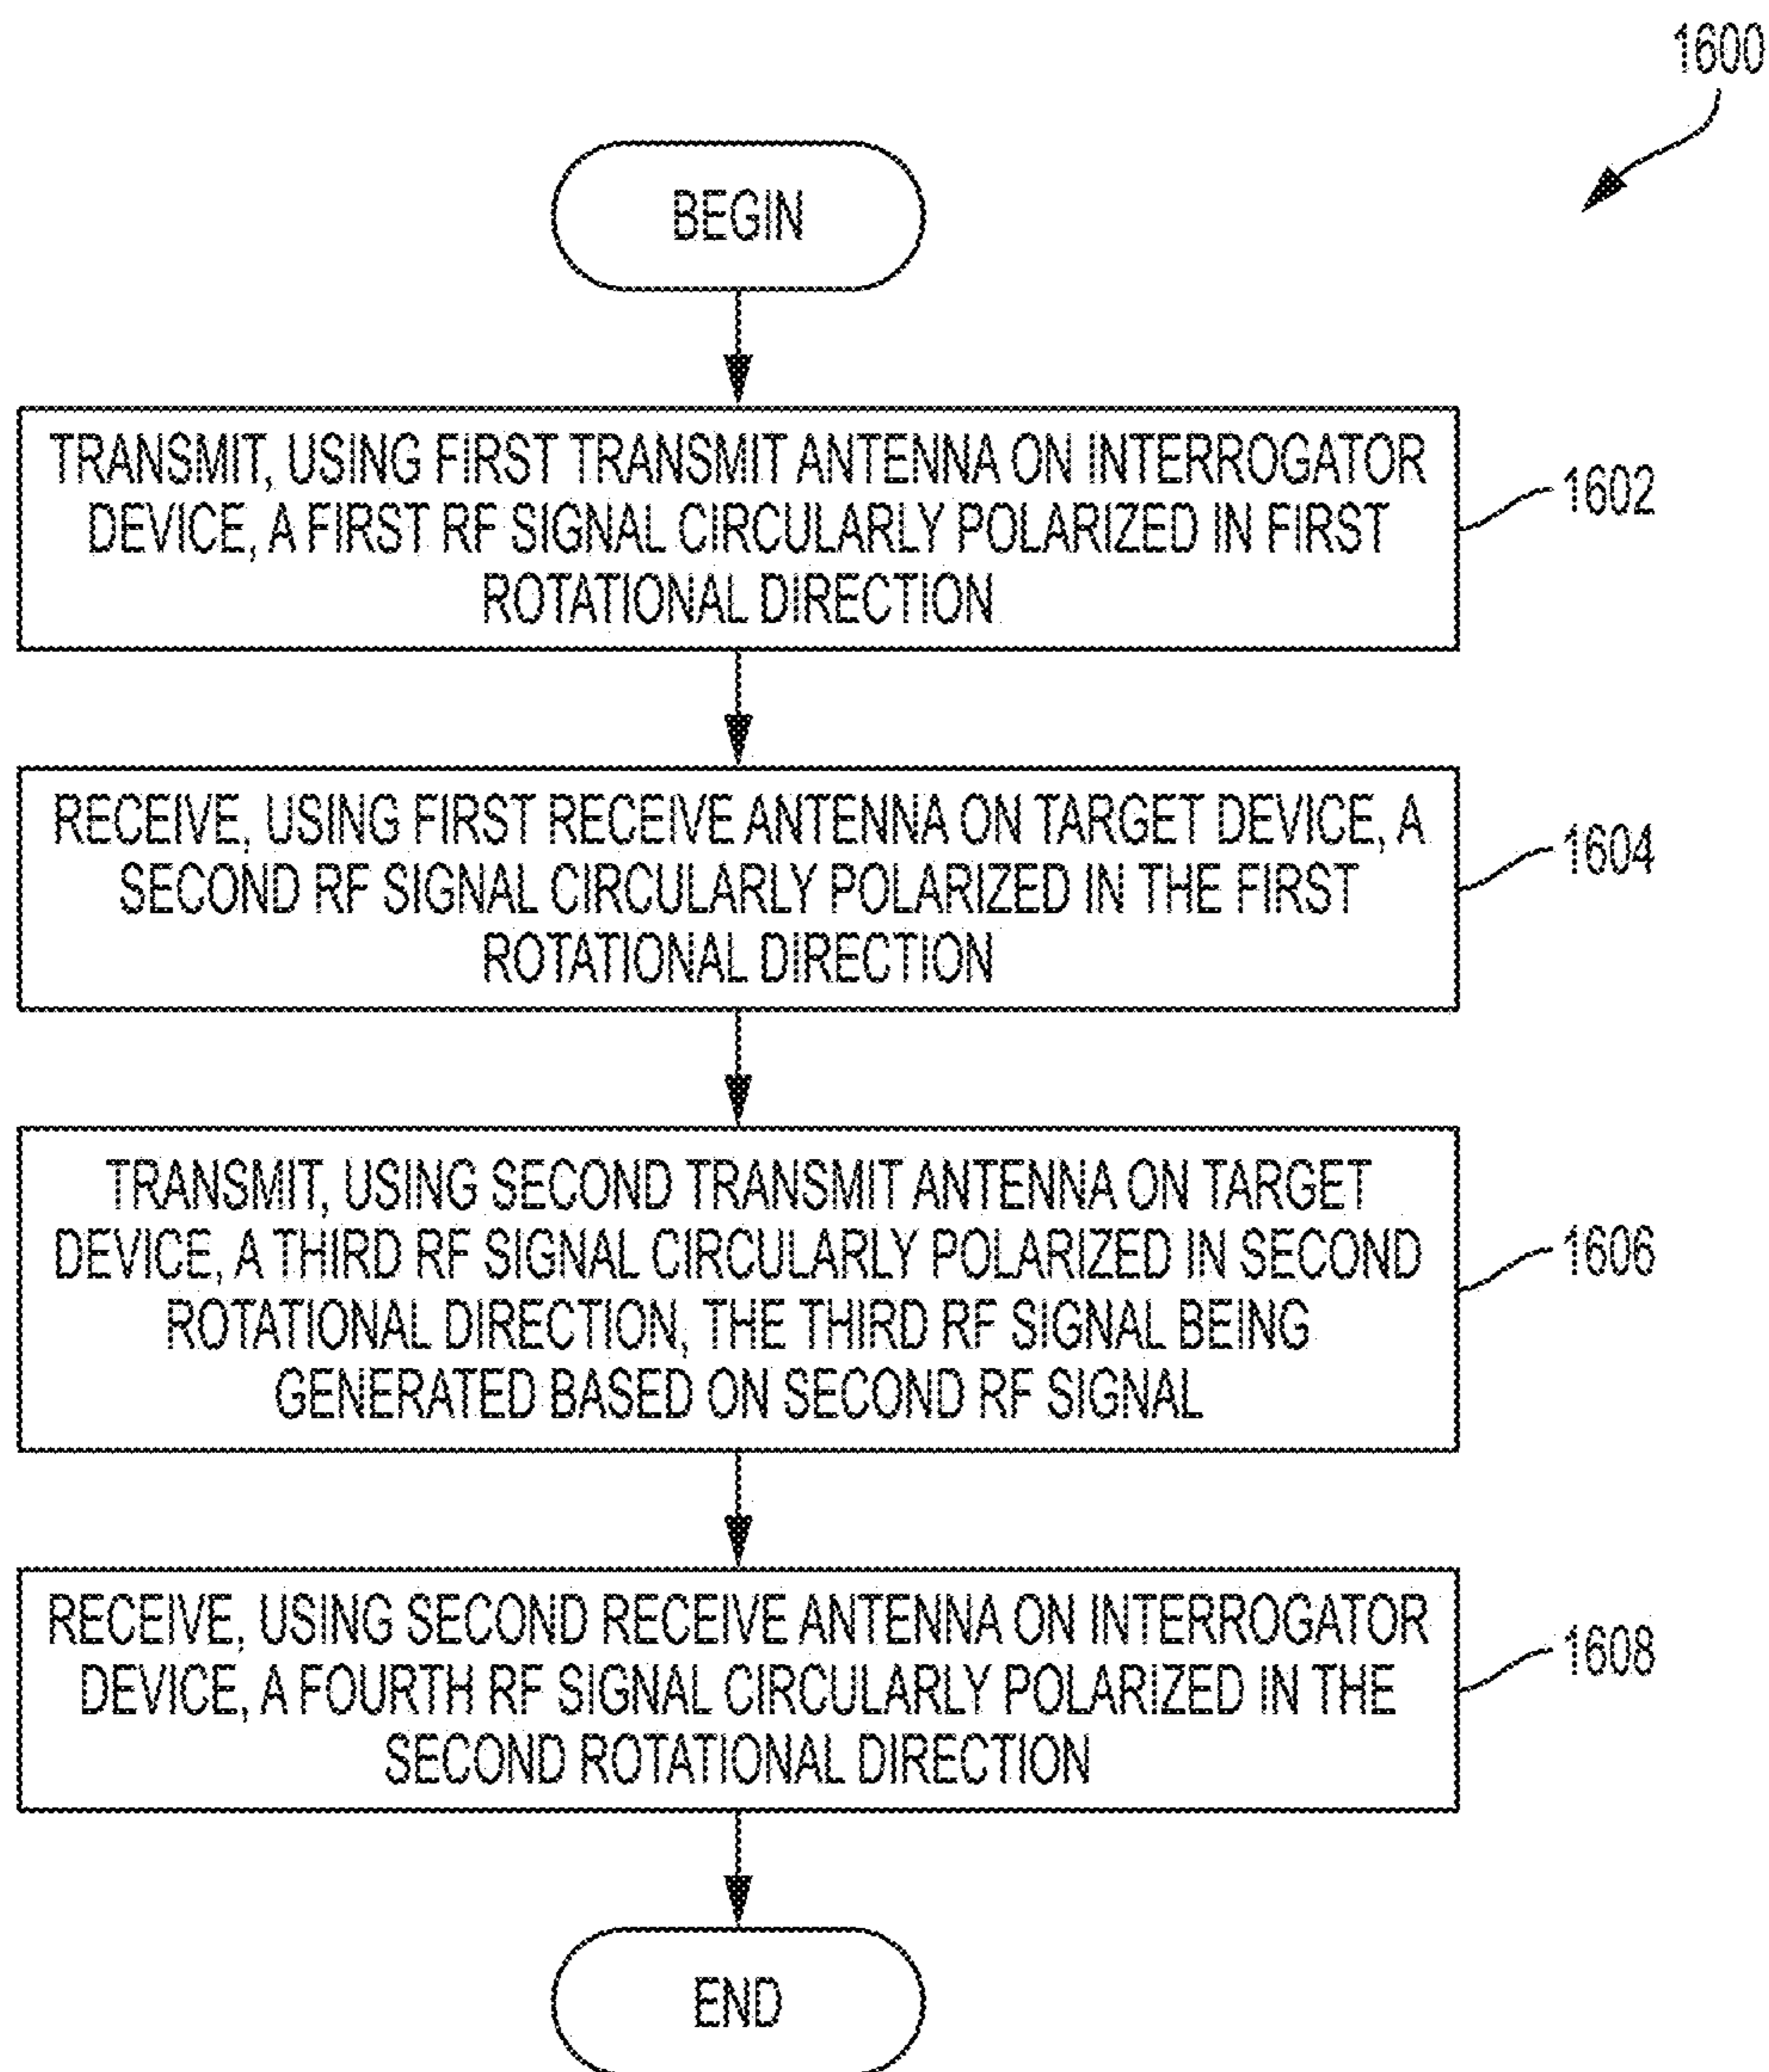 1600
BEGIN
TRANSMIT, USING FIRST TRANSMIT ANTENNA ON INTERROGATOR
DEVICE, A FIRST RF SIGNAL CIRCULARLY POLARIZED IN FIRST
ROTATIONAL DIRECTION
1602
RECEIVE, USING FIRST RECEIVE ANTENNA ON TARGET DEVICE, A
SECOND RF SIGNAL CIRCULARLY POLARIZED IN THE FIRST
ROTATIONAL DIRECTION
1604
TRANSMIT, USING SECOND TRANSMIT ANTENNA ON TARGET
DEVICE, A THIRD RF SIGNAL CIRCULARLY POLARIZED IN SECOND
ROTATIONAL DIRECTION, THE THIRD RF SIGNAL BEING
GENERATED BASED ON SECOND RF SIGNAL
1606
RECEIVE, USING SECOND RECEIVE ANTENNA ON INTERROGATOR
DEVICE, A FOURTH RF SIGNAL CIRCULARLY POLARIZED IN THE
SECOND ROTATIONAL DIRECTION
1608
END